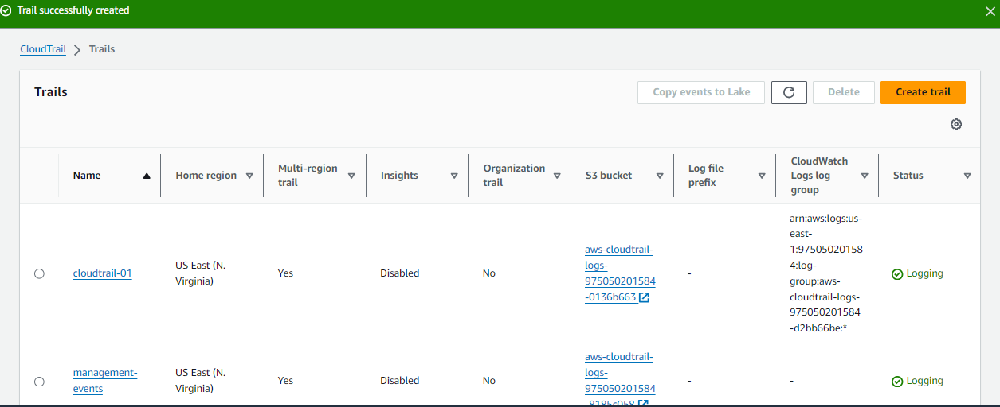 Trail successfully created
CloudTrail > Trails
Trails
Copy events to Lake
Delete
Create trail
Name
Home region
Multi-region
trail
Insights
Organization
trail
S3 bucket
Log file
prefix
CloudWatch
Logs log
group
Status
cloudtrail-01
US East (N.
Virginia)
Yes
Disabled
No
aws-cloudtrail-
logs-
975050201584
-0136b663
-
arn:aws:logs:us-
east-
1:97505020158
4:log-
group:aws-
cloudtrail-logs-
975050201584
-d2bb66be:*
Logging
management-
events
US East (N.
Virginia)
Yes
Disabled
No
aws-cloudtrail-
logs-
975050201584
-8185c058
-
-
Logging